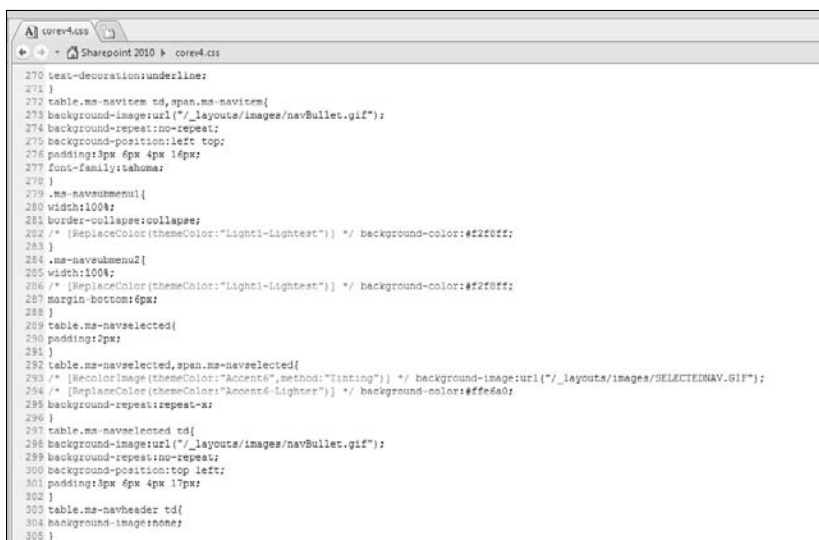 corev4.css
Sharepoint 2010 corev4.css
270 text-decoration:underline;
271 }
272 table.ms-navitem td,span.ms-navitem{
273 background-image:url("/_layouts/images/navBullet.gif");
274 background-repeat:no-repeat;
275 background-position:left top;
276 padding:3px 6px 4px 16px;
277 font-family:tahoma;
278 }
279 .ms-navsubmenu1{
280 width:100%;
281 border-collapse:collapse;
282 /* [ReplaceColor(themeColor:"Light1-Lightest")] */ background-color:#f2f8ff;
283 }
284 .ms-navsubmenu2{
285 width:100%;
286 /* [ReplaceColor(themeColor:"Light1-Lightest")] */ background-color:#f2f8ff;
287 margin-bottom:6px;
288 }
289 table.ms-navselected{
290 padding:2px;
291 }
292 table.ms-navselected,span.ms-navselected{
293 /* [RecolorImage(themeColor:"Accent6",method:"Tinting")] */ background-image:url("/_layouts/images/SELECTEDNAV.GIF");
294 /* [ReplaceColor(themeColor:"Accent6-Lighter")] */ background-color:#ffe6a0;
295 background-repeat:repeat-x;
296 }
297 table.ms-navselected td{
298 background-image:url("/_layouts/images/navBullet.gif");
299 background-repeat:no-repeat;
300 background-position:top left;
301 padding:3px 6px 4px 17px;
302 }
303 table.ms-navheader td{
304 background-image:none;
305 }